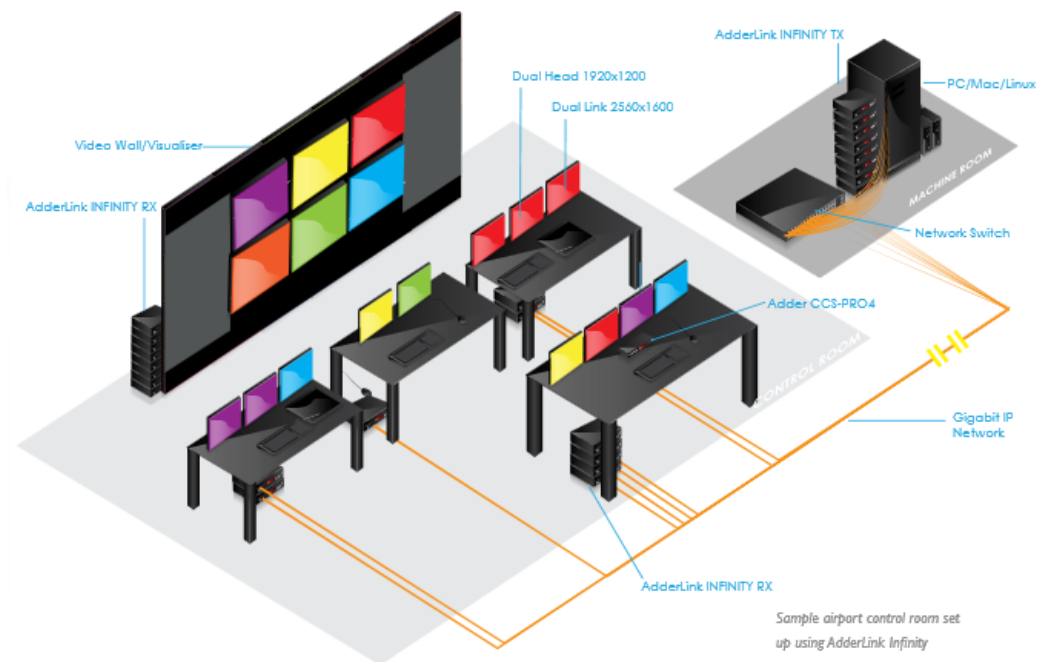 AdderLink INFINITY TX
Dual Head 1920x1200
PC/Mac/Linux
Dual Link 2560x1600
Video Wall/Visualiser
MACHINE ROOM
AdderLink INFINITY RX
Network Switch
Adder CCS-PRO4
CONTROL ROOM
Gigabit IP
Network
AdderLink INFINITY RX
Sample airport control room set
up using AdderLink Infinity